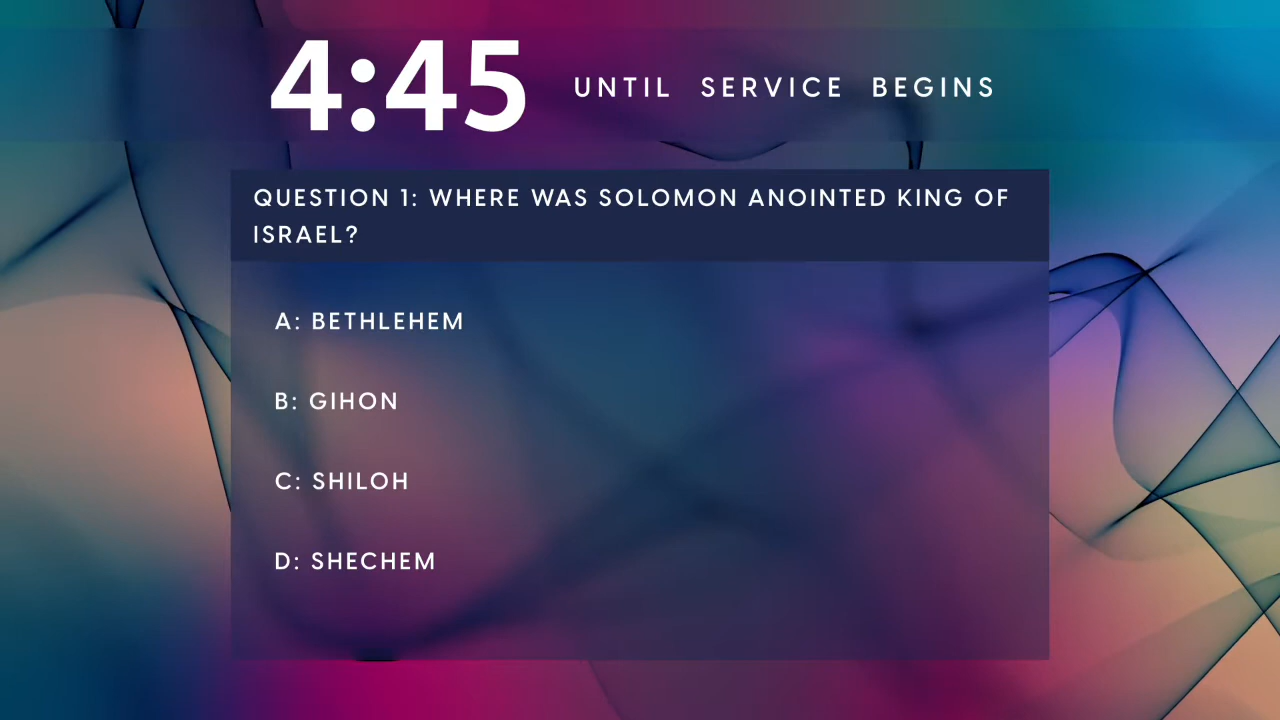 4:45 UNTIL SERVICE BEGINS
QUESTION 1: WHERE WAS SOLOMON ANOINTED KING OF
ISRAEL?
A: BETHLEHEM
B: GIHON
C: SHILOH
D: SHECHEM